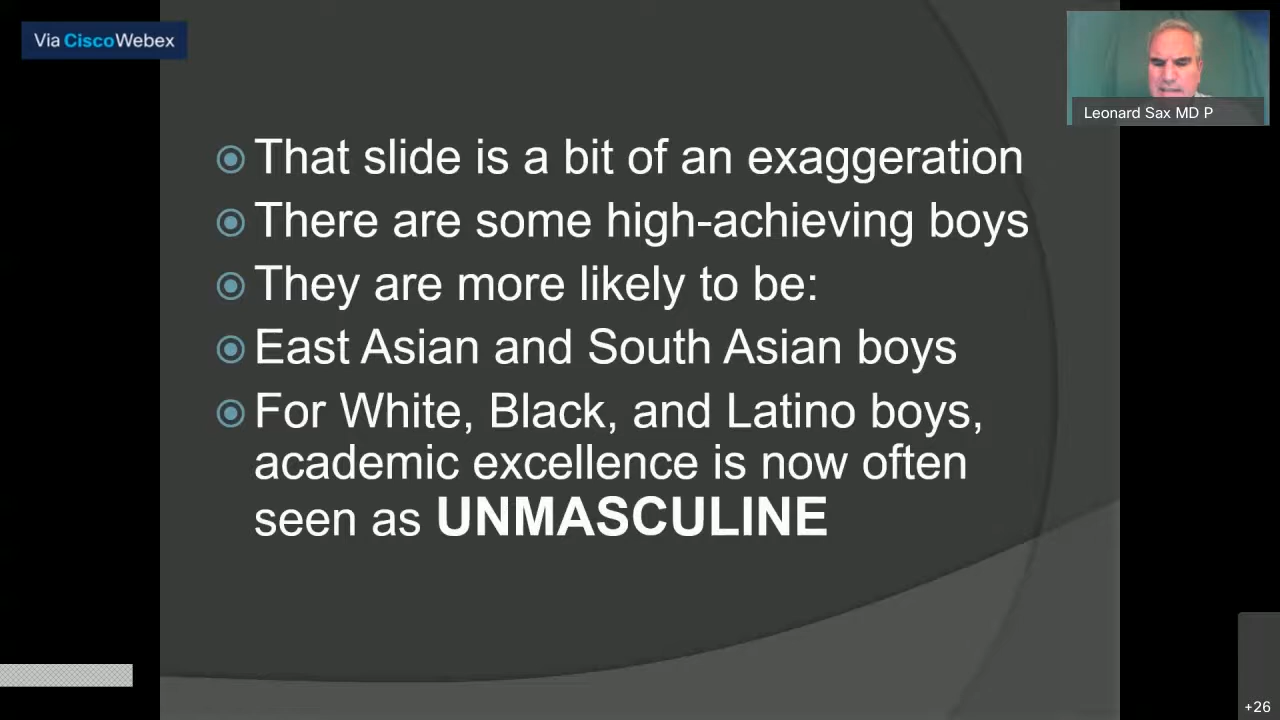 Via CiscoWebex
Leonard Sax MD P
That slide is a bit of an exaggeration
There are some high-achieving boys
They are more likely to be:
East Asian and South Asian boys
For White, Black, and Latino boys,
academic excellence is now often
seen as UNMASCULINE
+26